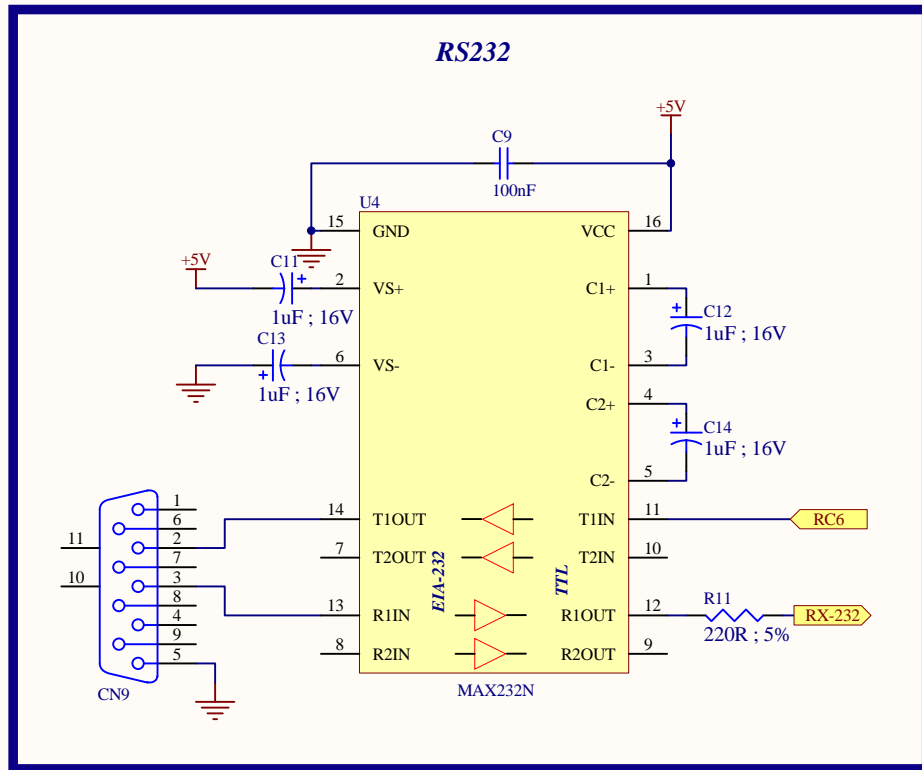 RS232
+5V
C9
100nF
U4
15 GND VCC 16
+5V
C11
+
2 VS+ C1+ 1
1uF ; 16V
+ C12
1uF ; 16V
C13
+
6 VS- C1- 3
1uF ; 16V
C2+ 4
+ C14
1uF ; 16V
C2- 5
14 T1OUT T1IN 11 RC6
7 T2OUT T2IN 10
EIA-232 TTL
13 R1IN R1OUT 12 R11 RX-232
220R ; 5%
8 R2IN R2OUT 9
MAX232N
1
6
11 2
7
10 3
8
4
9
5
CN9